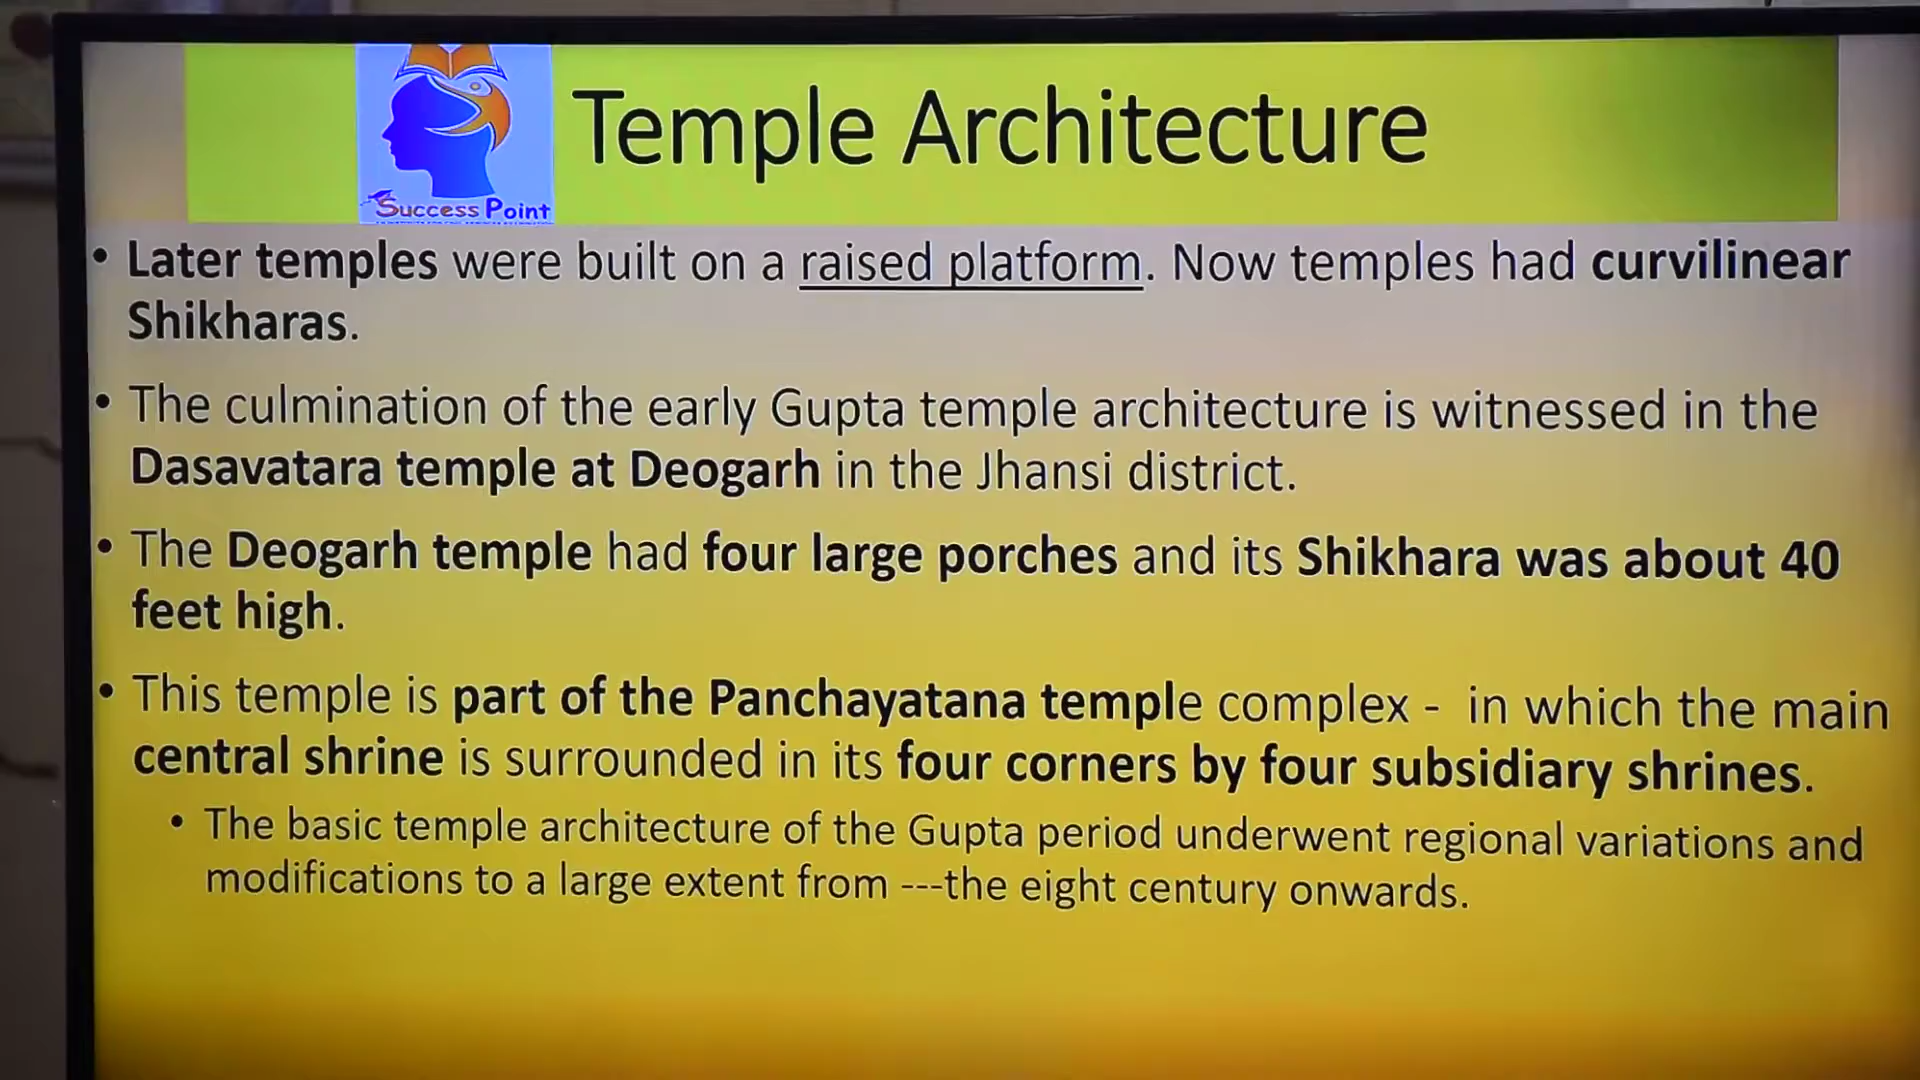 Success Point
Temple Architecture
• Later temples were built on a raised platform. Now temples had curvilinear
Shikharas.
• The culmination of the early Gupta temple architecture is witnessed in the
Dasavatara temple at Deogarh in the Jhansi district.
• The Deogarh temple had four large porches and its Shikhara was about 40
feet high.
• This temple is part of the Panchayatana temple complex - in which the main
central shrine is surrounded in its four corners by four subsidiary shrines.
• The basic temple architecture of the Gupta period underwent regional variations and
modifications to a large extent from ---the eight century onwards.